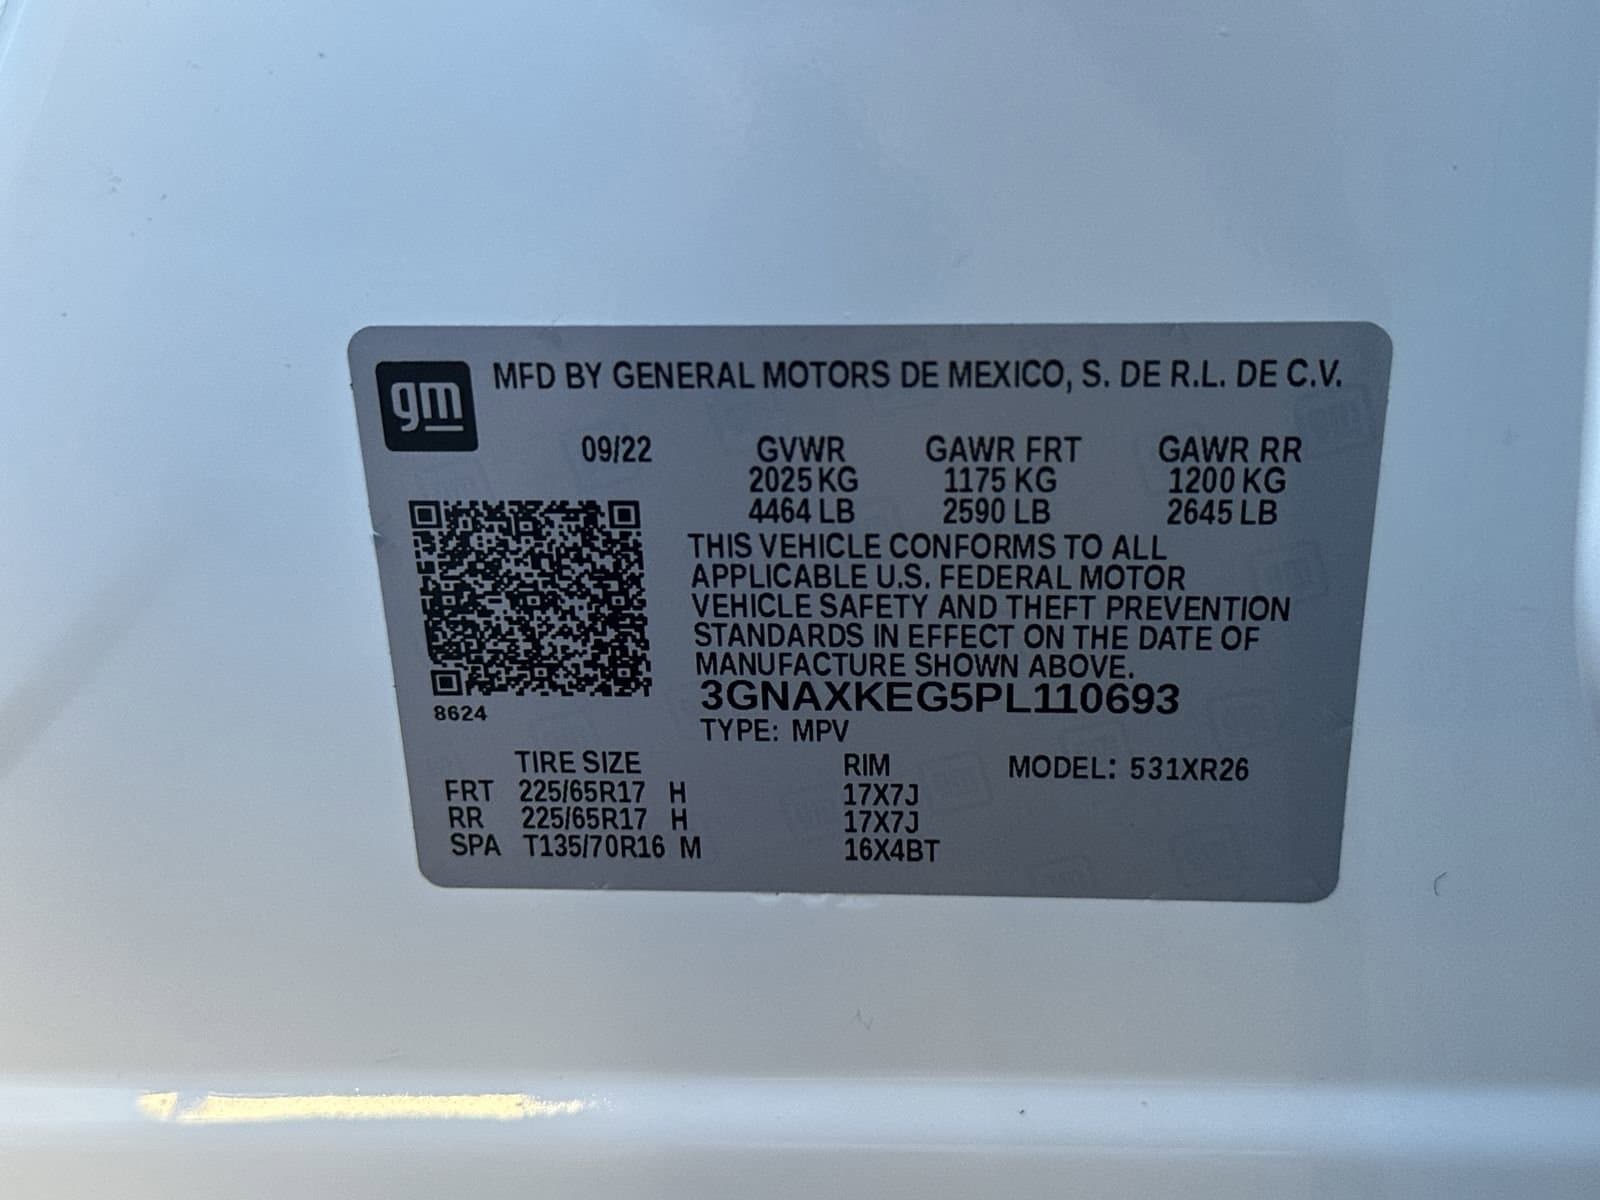 gm
MFD BY GENERAL MOTORS DE MEXICO, S. DE R.L. DE C.V.
09/22 GVWR GAWR FRT GAWR RR
2025 KG 1175 KG 1200 KG
4464 LB 2590 LB 2645 LB
THIS VEHICLE CONFORMS TO ALL
APPLICABLE U.S. FEDERAL MOTOR
VEHICLE SAFETY AND THEFT PREVENTION
STANDARDS IN EFFECT ON THE DATE OF
MANUFACTURE SHOWN ABOVE.
3GNAXKEG5PL110693
8624
TYPE: MPV
TIRE SIZE RIM MODEL: 531XR26
FRT 225/65R17 H 17X7J
RR 225/65R17 H 17X7J
SPA T135/70R16 M 16X4BT